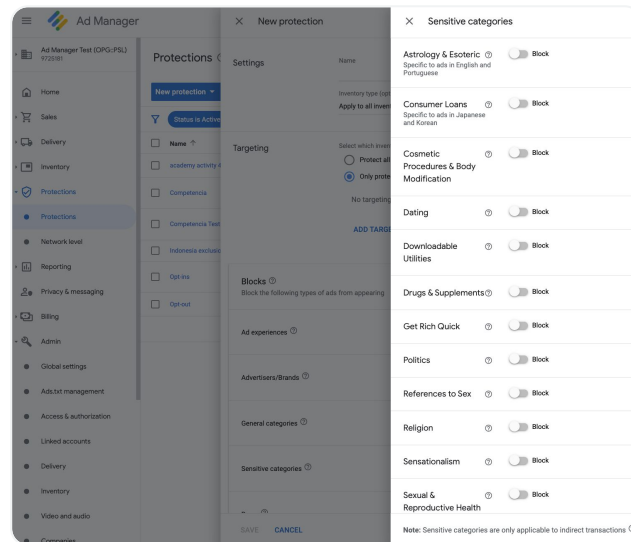 Ad Manager
Ad Manager Test (OPG::PSL)
9725181
Home
Sales
Delivery
Inventory
Protections
Protections
Network level
Reporting
Privacy & messaging
Billing
Admin
Global settings
Ads.txt management
Access & authorization
Linked accounts
Delivery
Inventory
Video and audio
Companies
Protections
New protection
Status is Active
Name
academy activity
Competencia
Competencia Test
Indonesia
Opt ins
Opt-out
New protection
Settings
Name
Inventory type
Apply to all
Targeting
Select which
Protect all
Only
No targeting
ADD
Blocks
Block the following types of ads from appearing
Ad experiences
Advertisers/Brands
General categories
Sensitive categories
SAVE CANCEL
Sensitive categories
Astrology & Esoteric Block
Specific to ads in English and
Portuguese
Consumer Loans Block
Specific to ads in Japanese
and Korean
Cosmetic Block
Procedures & Body
Modification
Dating Block
Downloadable Block
Utilities
Drugs & Supplements Block
Get Rich Quick Block
Politics Block
References to Sex Block
Religion Block
Sensationalism Block
Sexual & Block
Reproductive Health
Note: Sensitive categories are only applicable to indirect transactions